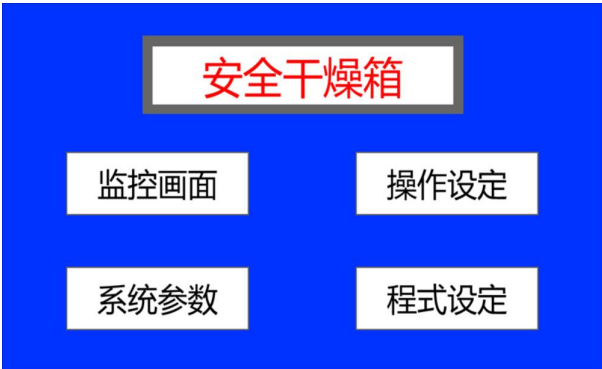 安全干燥箱
监控画面
操作设定
系统参数
程式设定